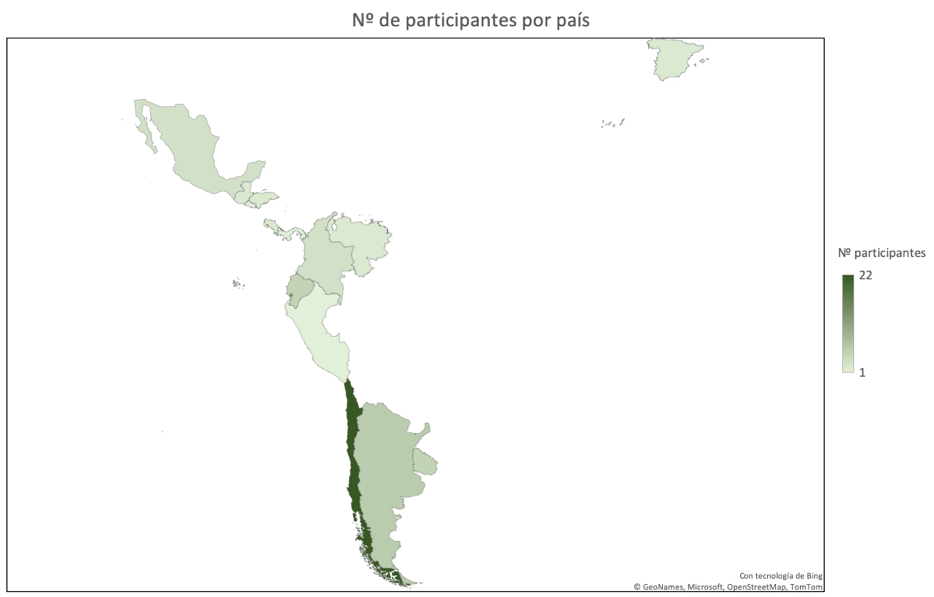 Nº de participantes por país
Nº participantes
22
1
Con tecnología de Bing
© GeoNames, Microsoft, OpenStreetMap, TomTom